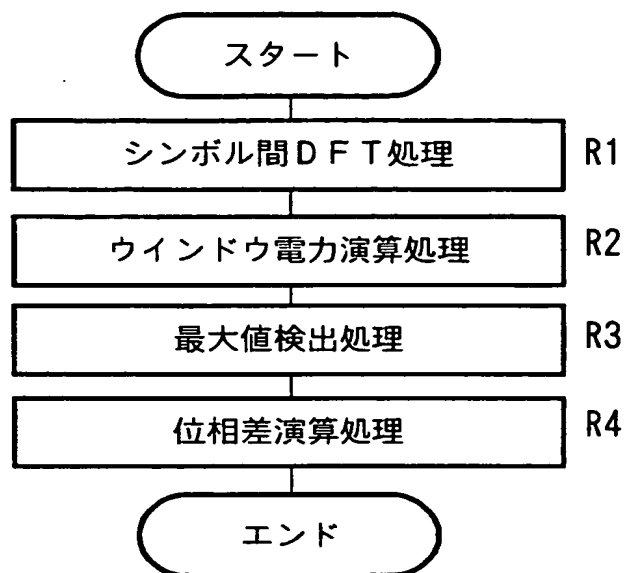 スタート
シンボル間ＤＦＴ処理 R1
ウインドウ電力演算処理 R2
最大値検出処理 R3
位相差演算処理 R4
エンド